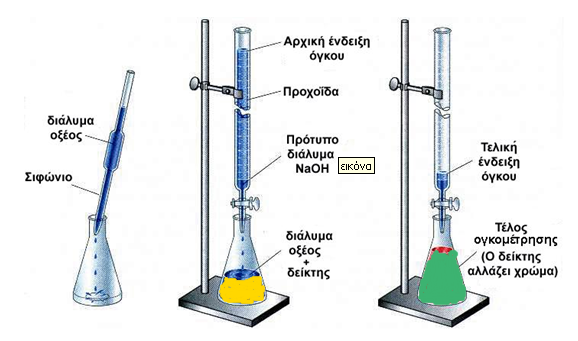 διάλυμα
οξέος
Σιφώνιο
Αρχική ένδειξη
όγκου
Προχοΐδα
Πρότυπο
διάλυμα
NaOH
εικόνα
διάλυμα
οξέος
+
δείκτης
Τελική
ένδειξη
όγκου
Τέλος
ογκομέτρησης
(Ο δείκτης
αλλάζει χρώμα)